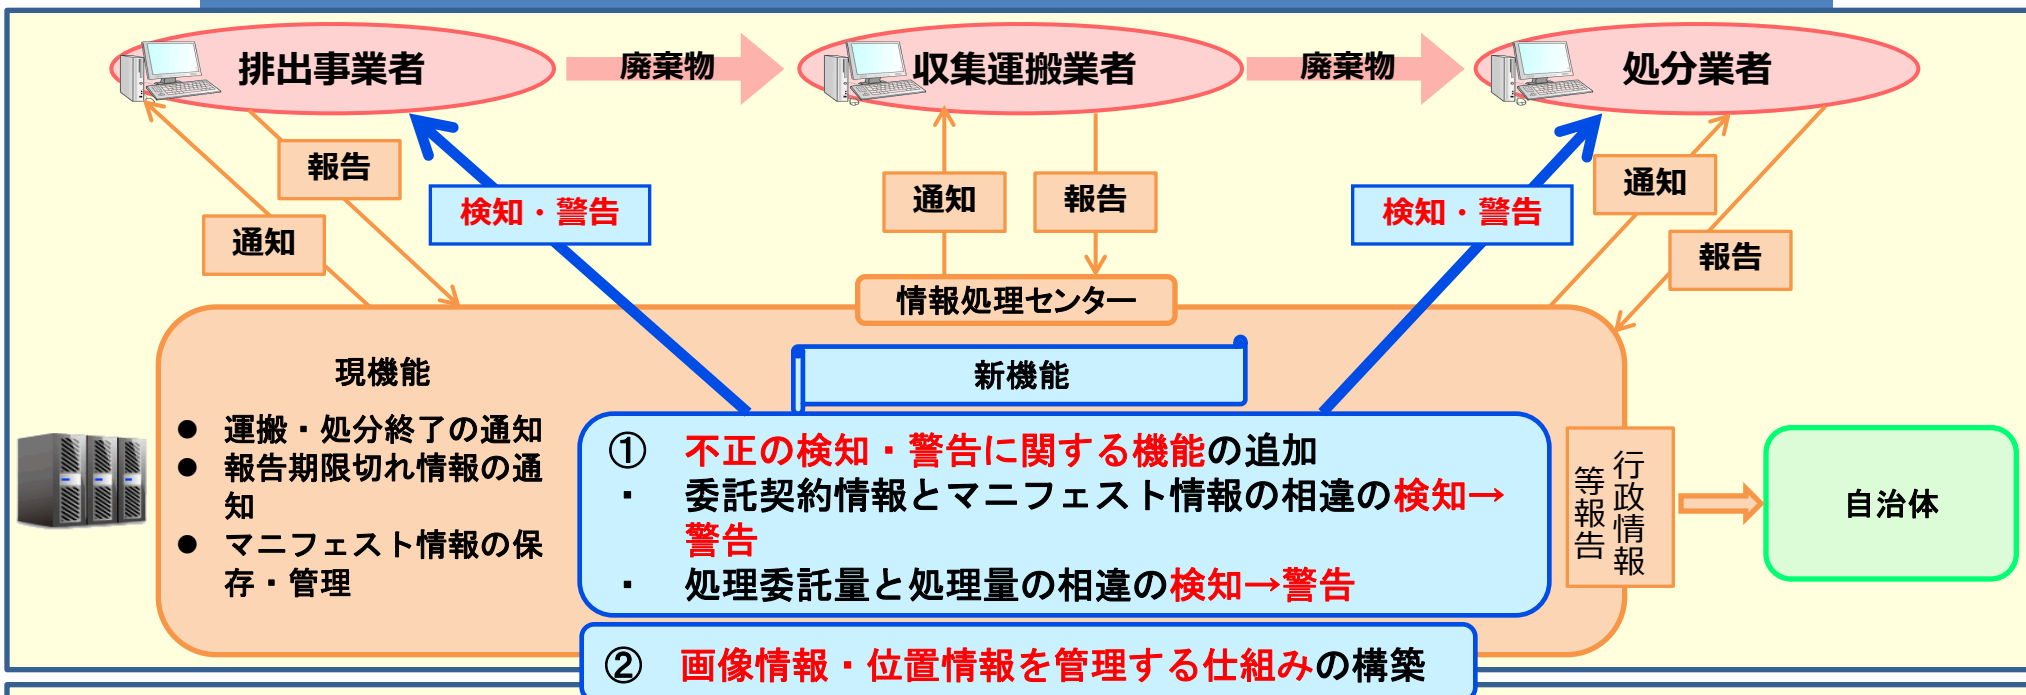 排出事業者
廃棄物
収集運搬業者
廃棄物
処分業者
報告
通知
検知・警告
通知
報告
検知・警告
通知
報告
情報処理センター
現機能
● 運搬・処分終了の通知
● 報告期限切れ情報の通
知
● マニフェスト情報の保
存・管理
新機能
① 不正の検知・警告に関する機能の追加
・ 委託契約情報とマニフェスト情報の相違の検知→
警告
・ 処理委託量と処理量の相違の検知→警告
② 画像情報・位置情報を管理する仕組みの構築
行政情報
等報告
自治体